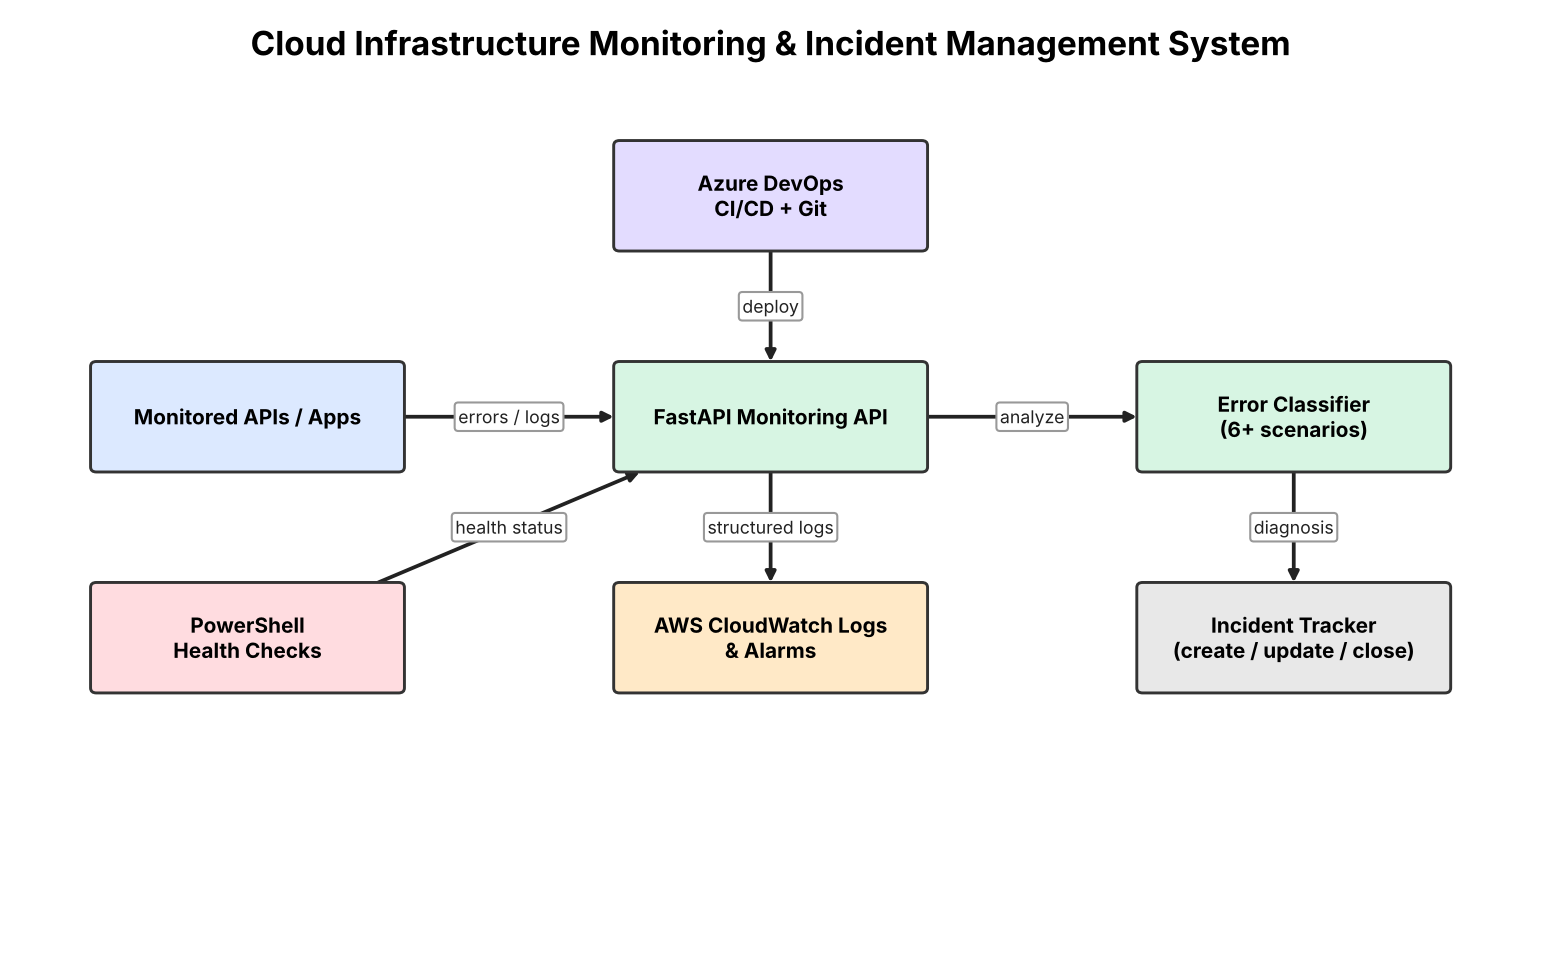 Cloud Infrastructure Monitoring & Incident Management System
Azure DevOps
CI/CD + Git
deploy
Monitored APIs / Apps
errors / logs
FastAPI Monitoring API
analyze
Error Classifier
(6+ scenarios)
health status
structured logs
diagnosis
PowerShell
Health Checks
AWS CloudWatch Logs
& Alarms
Incident Tracker
(create / update / close)